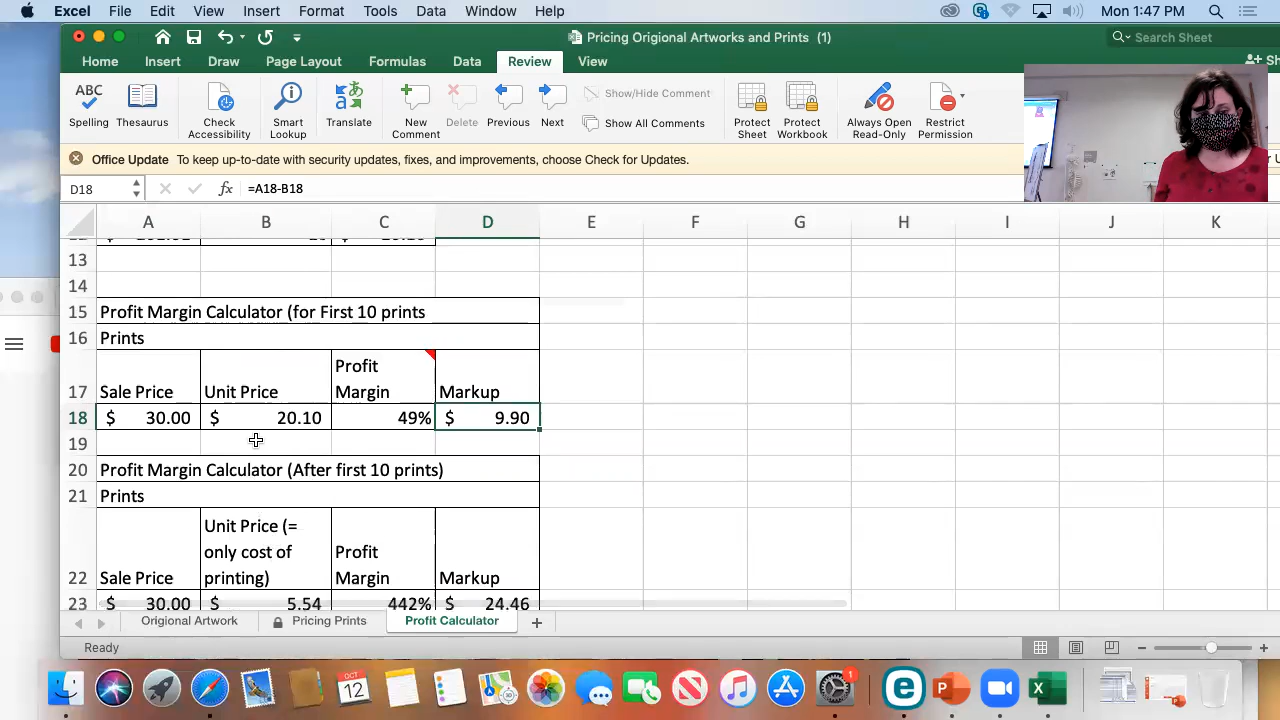 Excel File Edit View Insert Format Tools Data Window Help Mon 1:47 PM
Pricing Origional Artworks and Prints (1)
Search Sheet
Home Insert Draw Page Layout Formulas Data Review View
ABC
Spelling Thesaurus
Check Accessibility
Smart Lookup
Translate
New Comment
Delete Previous Next
Show/Hide Comment
Show All Comments
Protect Sheet
Protect Workbook
Always Open Read-Only
Restrict Permission
Office Update To keep up-to-date with security updates, fixes, and improvements, choose Check for Updates.
D18 fx =A18-B18
A B C D E F G H I J K
13
14
15 Profit Margin Calculator (for First 10 prints
16 Prints
17 Sale Price Unit Price Profit Margin Markup
18 $ 30.00 $ 20.10 49% $ 9.90
19
20 Profit Margin Calculator (After first 10 prints)
21 Prints
22 Sale Price Unit Price (= only cost of printing) Profit Margin Markup
23 $ 30.00 $ 5.54 442% $ 24.46
Origional Artwork Pricing Prints Profit Calculator
Ready
OCT
12
1